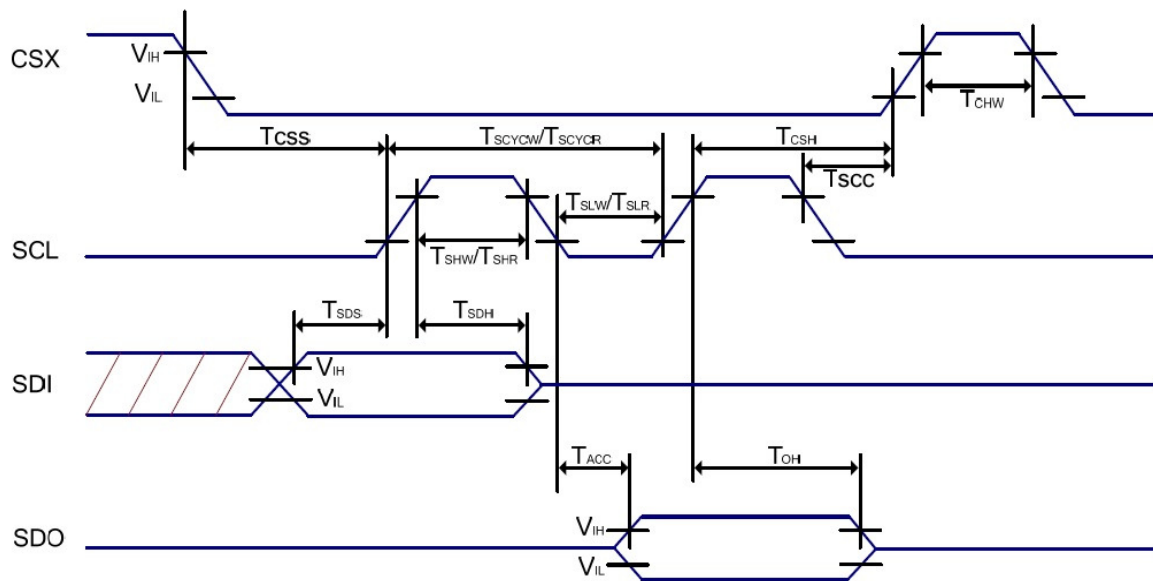 CSX
VIH
VIL
TCHW
TCSS
TSCYCW/TSCYCR
TCSH
TSCC
TSLW/TSLR
SCL
TSHW/TSHR
TSDS
TSDH
SDI
VIH
VIL
TACC
TOH
SDO
VIH
VIL